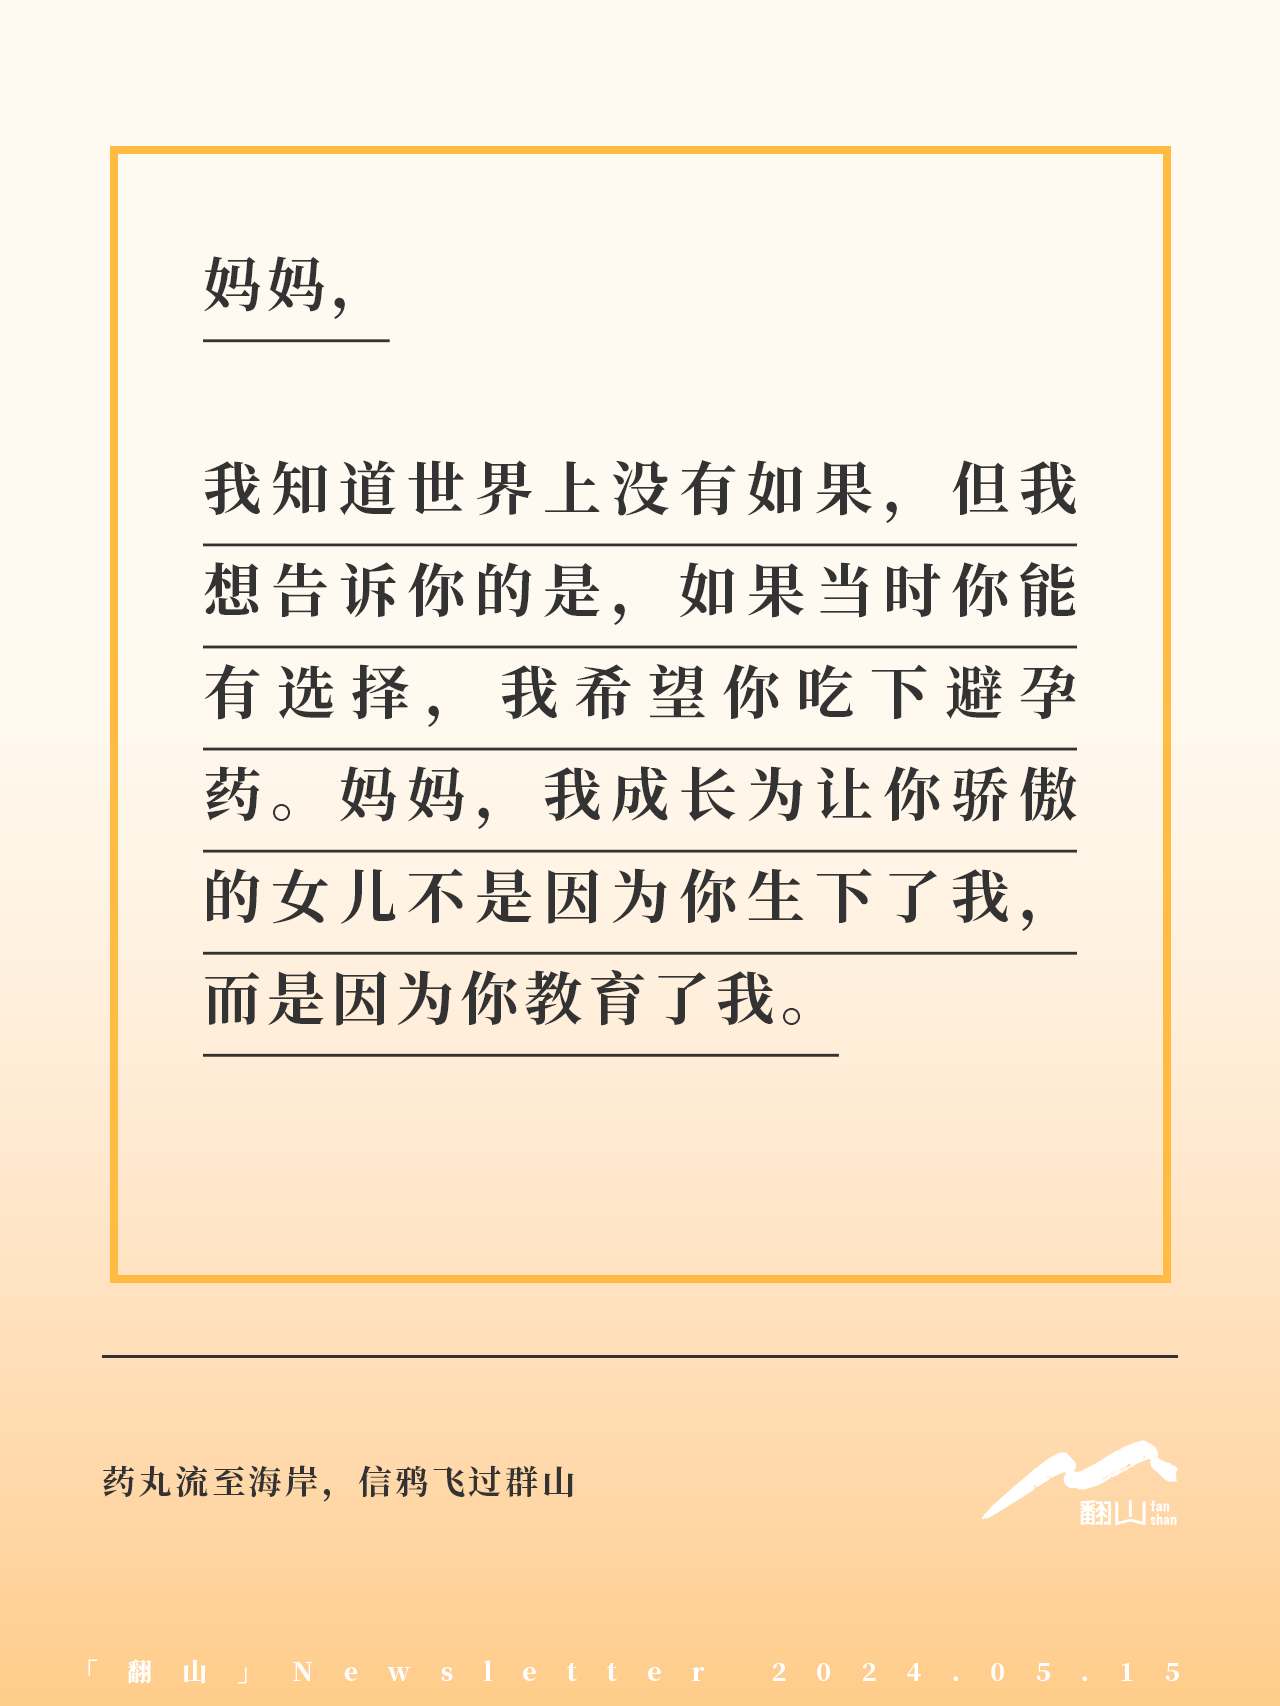 妈妈，
我知道世界上没有如果，但我
想告诉你的是，如果当时你能
有选择，我希望你吃下避孕
药。妈妈，我成长为让你骄傲
的女儿不是因为你生下了我，
而是因为你教育了我。
药丸流至海岸，信鸦飞过群山
翻山 fan
shan
「翻山」Newsletter 2024.05.15